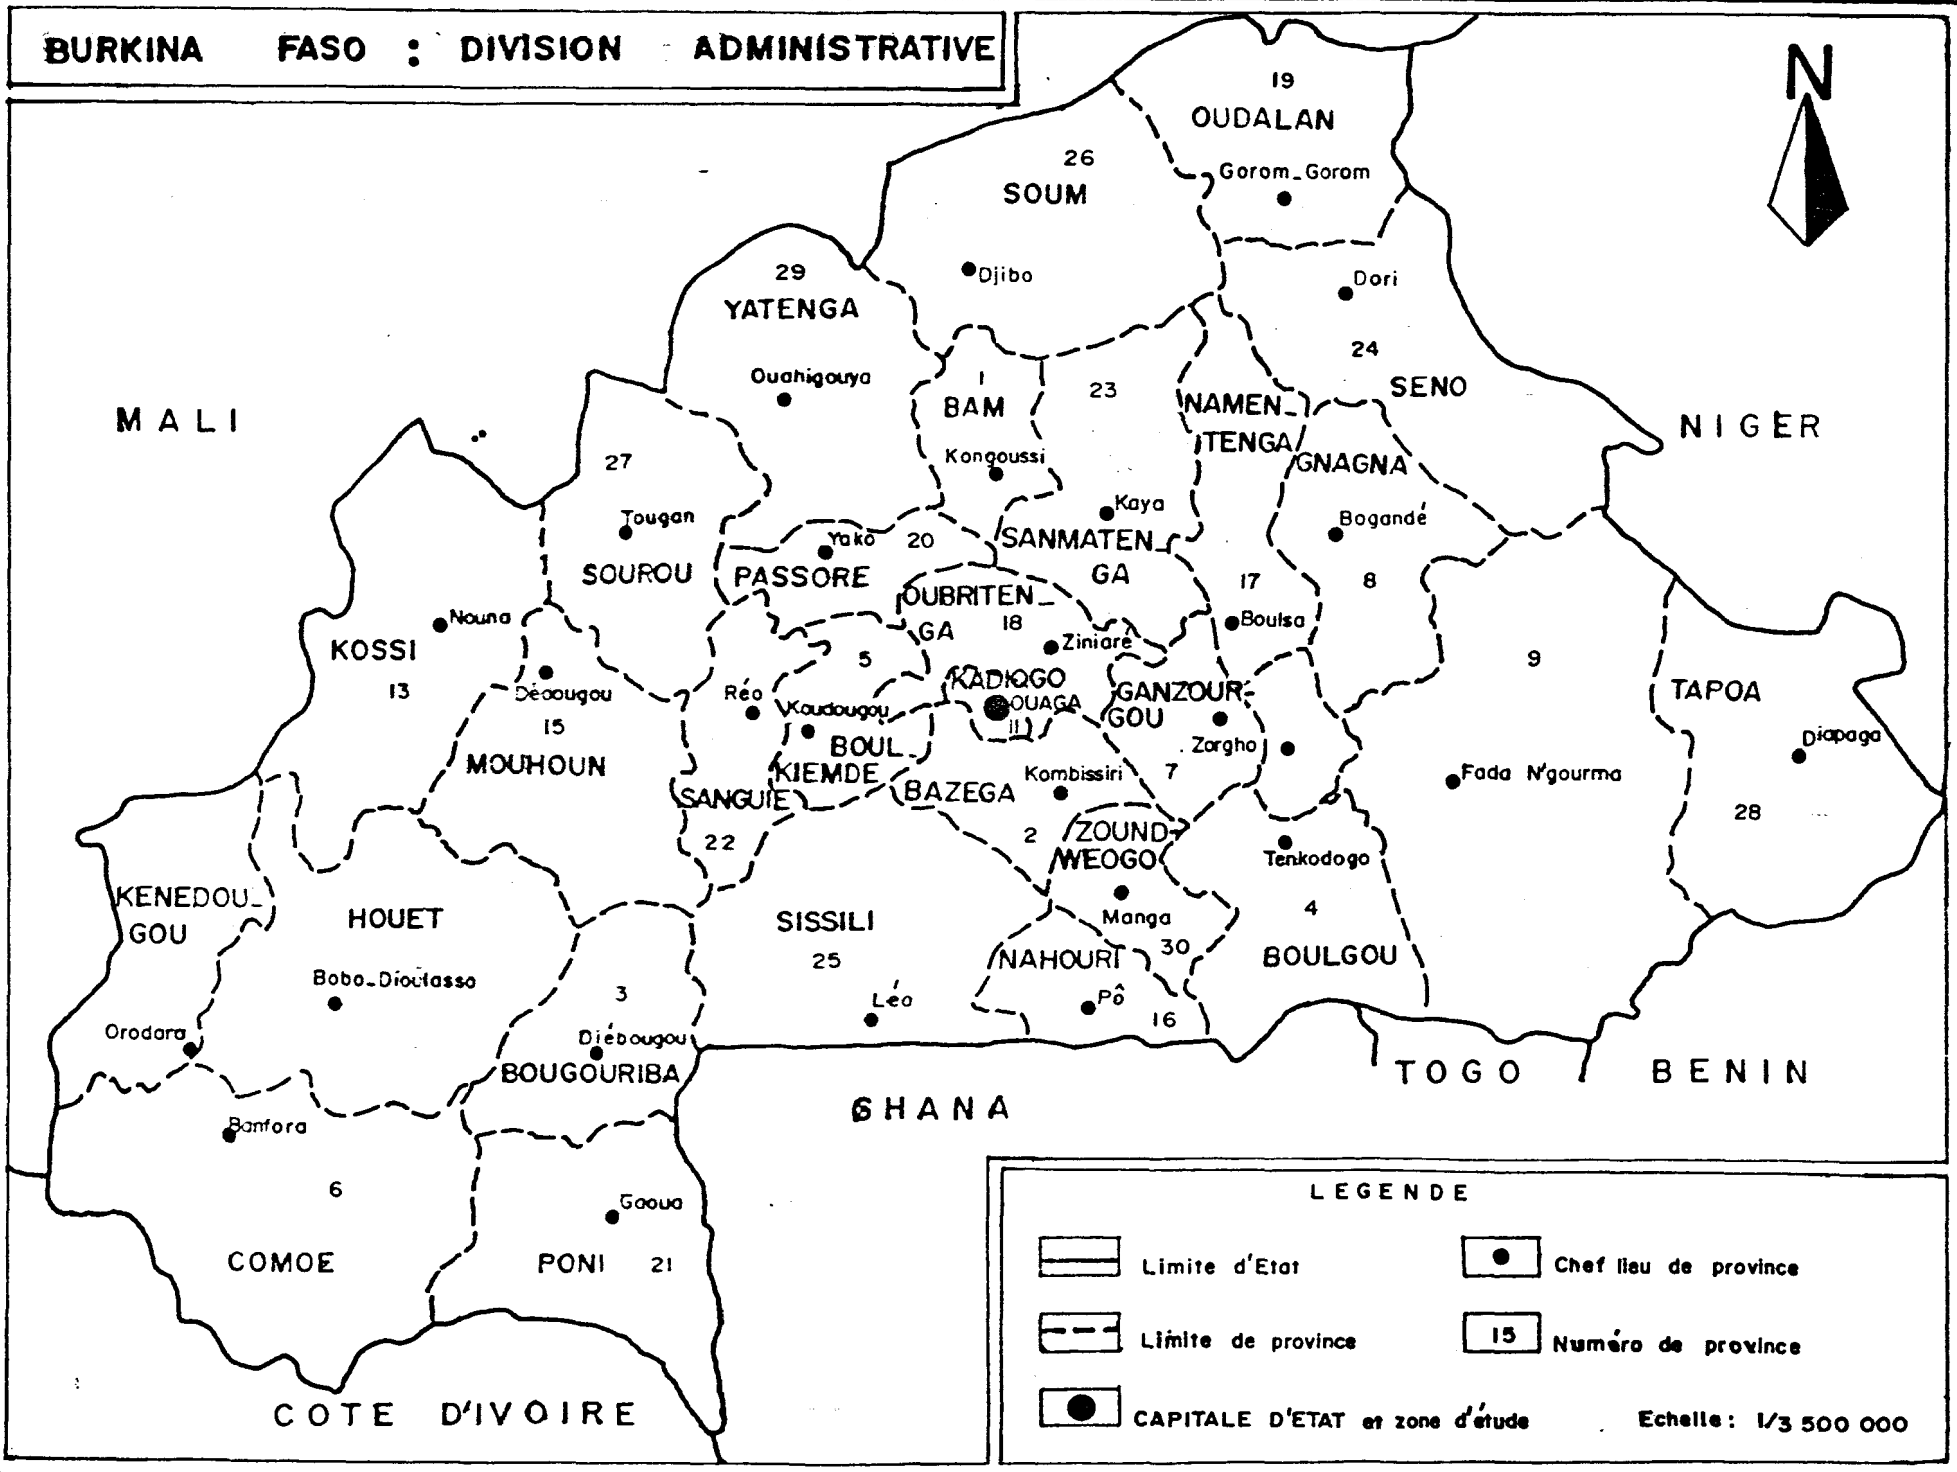 BURKINA FASO : DIVISION ADMINISTRATIVE
N
19
OUDALAN
Gorom_Gorom
26
SOUM
Djibo
Dori
24
SENO
29
YATENGA
Ouahigouya
1
BAM
Kongoussi
23
Kaya
SANMATEN_
GA
NAMEN_
TENGA
17
Boulsa
GNAGNA
Bogandé
8
MALI
NIGER
27
Tougan
SOUROU
Yako
20
PASSORE
OUBRITEN_
GA
18
Ziniaré
Nouna
KOSSI
13
Dédougou
15
MOUHOUN
Réo
Koudougou
5
BOUL_
KIEMDE
SANGUIE
22
KADIOGO
OUAGA
11
GANZOUR-
GOU
Zorgho
7
9
Fada N'gourma
TAPOA
Diapaga
28
BAZEGA
Kombissiri
2
ZOUND-
WEOGO
Manga
30
Tenkodogo
4
BOULGOU
KENEDOU_
GOU
Orodara
HOUET
Bobo_Dioulasso
SISSILI
25
Léo
NAHOURI
Pô
16
3
Diébougou
BOUGOURIBA
Banfora
6
COMOE
Gaoua
PONI
21
GHANA
TOGO
BENIN
COTE D'IVOIRE
LEGENDE
Limite d'Etat
Chef lieu de province
Limite de province
15
Numéro de province
CAPITALE D'ETAT et zone d'étude
Echelle : 1/3 500 000